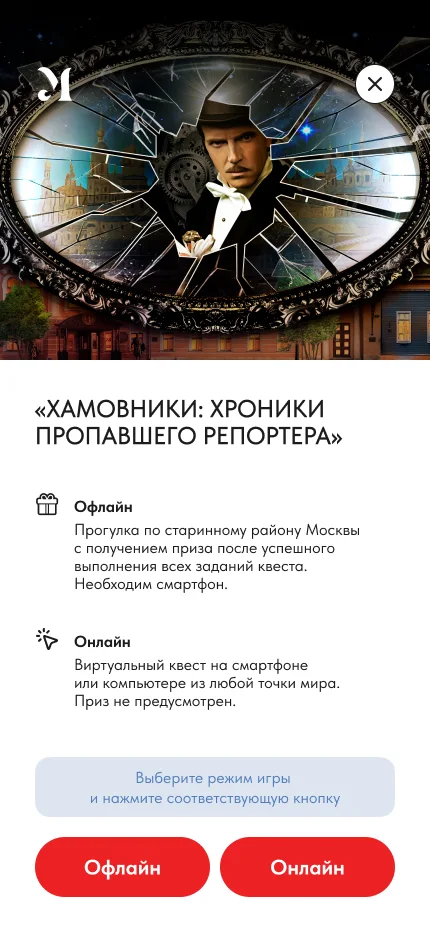 М
«ХАМОВНИКИ: ХРОНИКИ
ПРОПАВШЕГО РЕПОРТЕРА»
Офлайн
Прогулка по старинному району Москвы
с получением приза после успешного
выполнения всех заданий квеста.
Необходим смартфон.
Онлайн
Виртуальный квест на смартфоне
или компьютере из любой точки мира.
Приз не предусмотрен.
Выберите режим игры
и нажмите соответствующую кнопку
Офлайн Онлайн